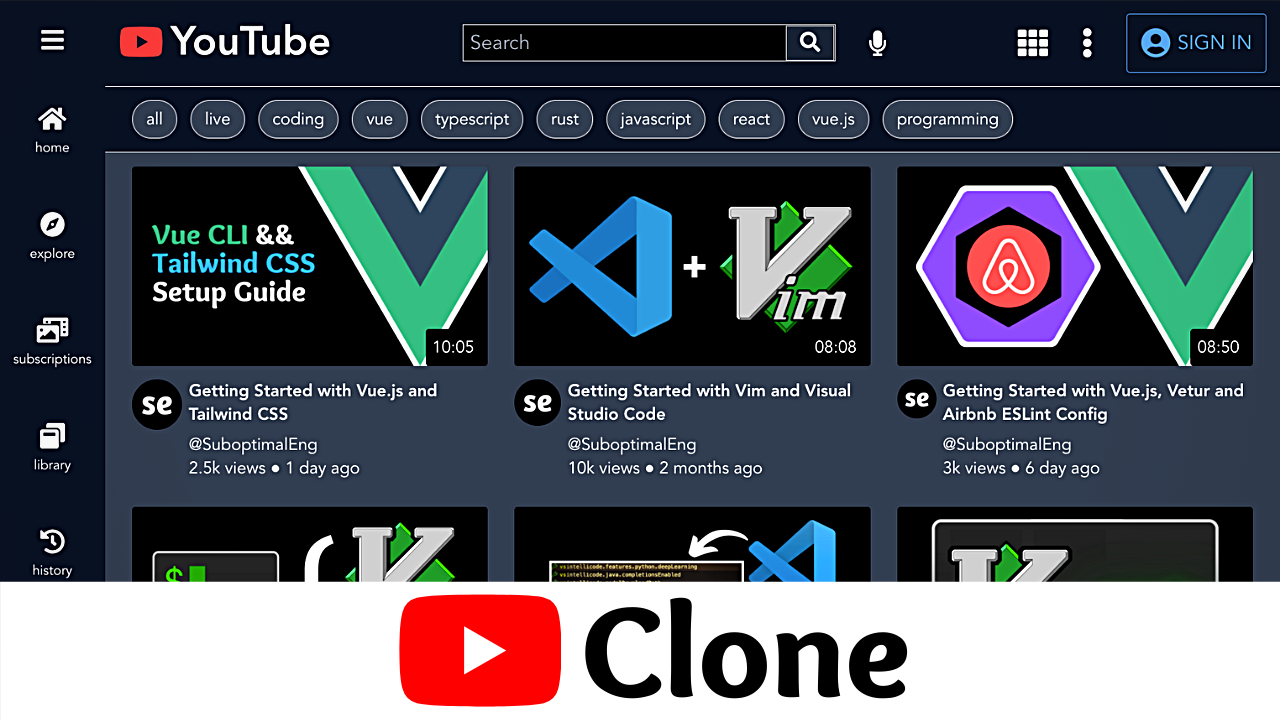 YouTube
Search
SIGN IN
all
live
coding
vue
typescript
rust
javascript
react
vue.js
programming
home
explore
subscriptions
library
history
Vue CLI &&
Tailwind CSS
Setup Guide
10:05
+
Vim
08:08
08:50
se
Getting Started with Vue.js and
Tailwind CSS
@SuboptimalEng
2.5k views ● 1 day ago
se
Getting Started with Vim and Visual
Studio Code
@SuboptimalEng
10k views ● 2 months ago
se
Getting Started with Vue.js, Vetur and
Airbnb ESLint Config
@SuboptimalEng
3k views ● 6 day ago
$
vsintellicode.features.python.deepLearning
vsintellicode.java.completionsEnabled
Clone